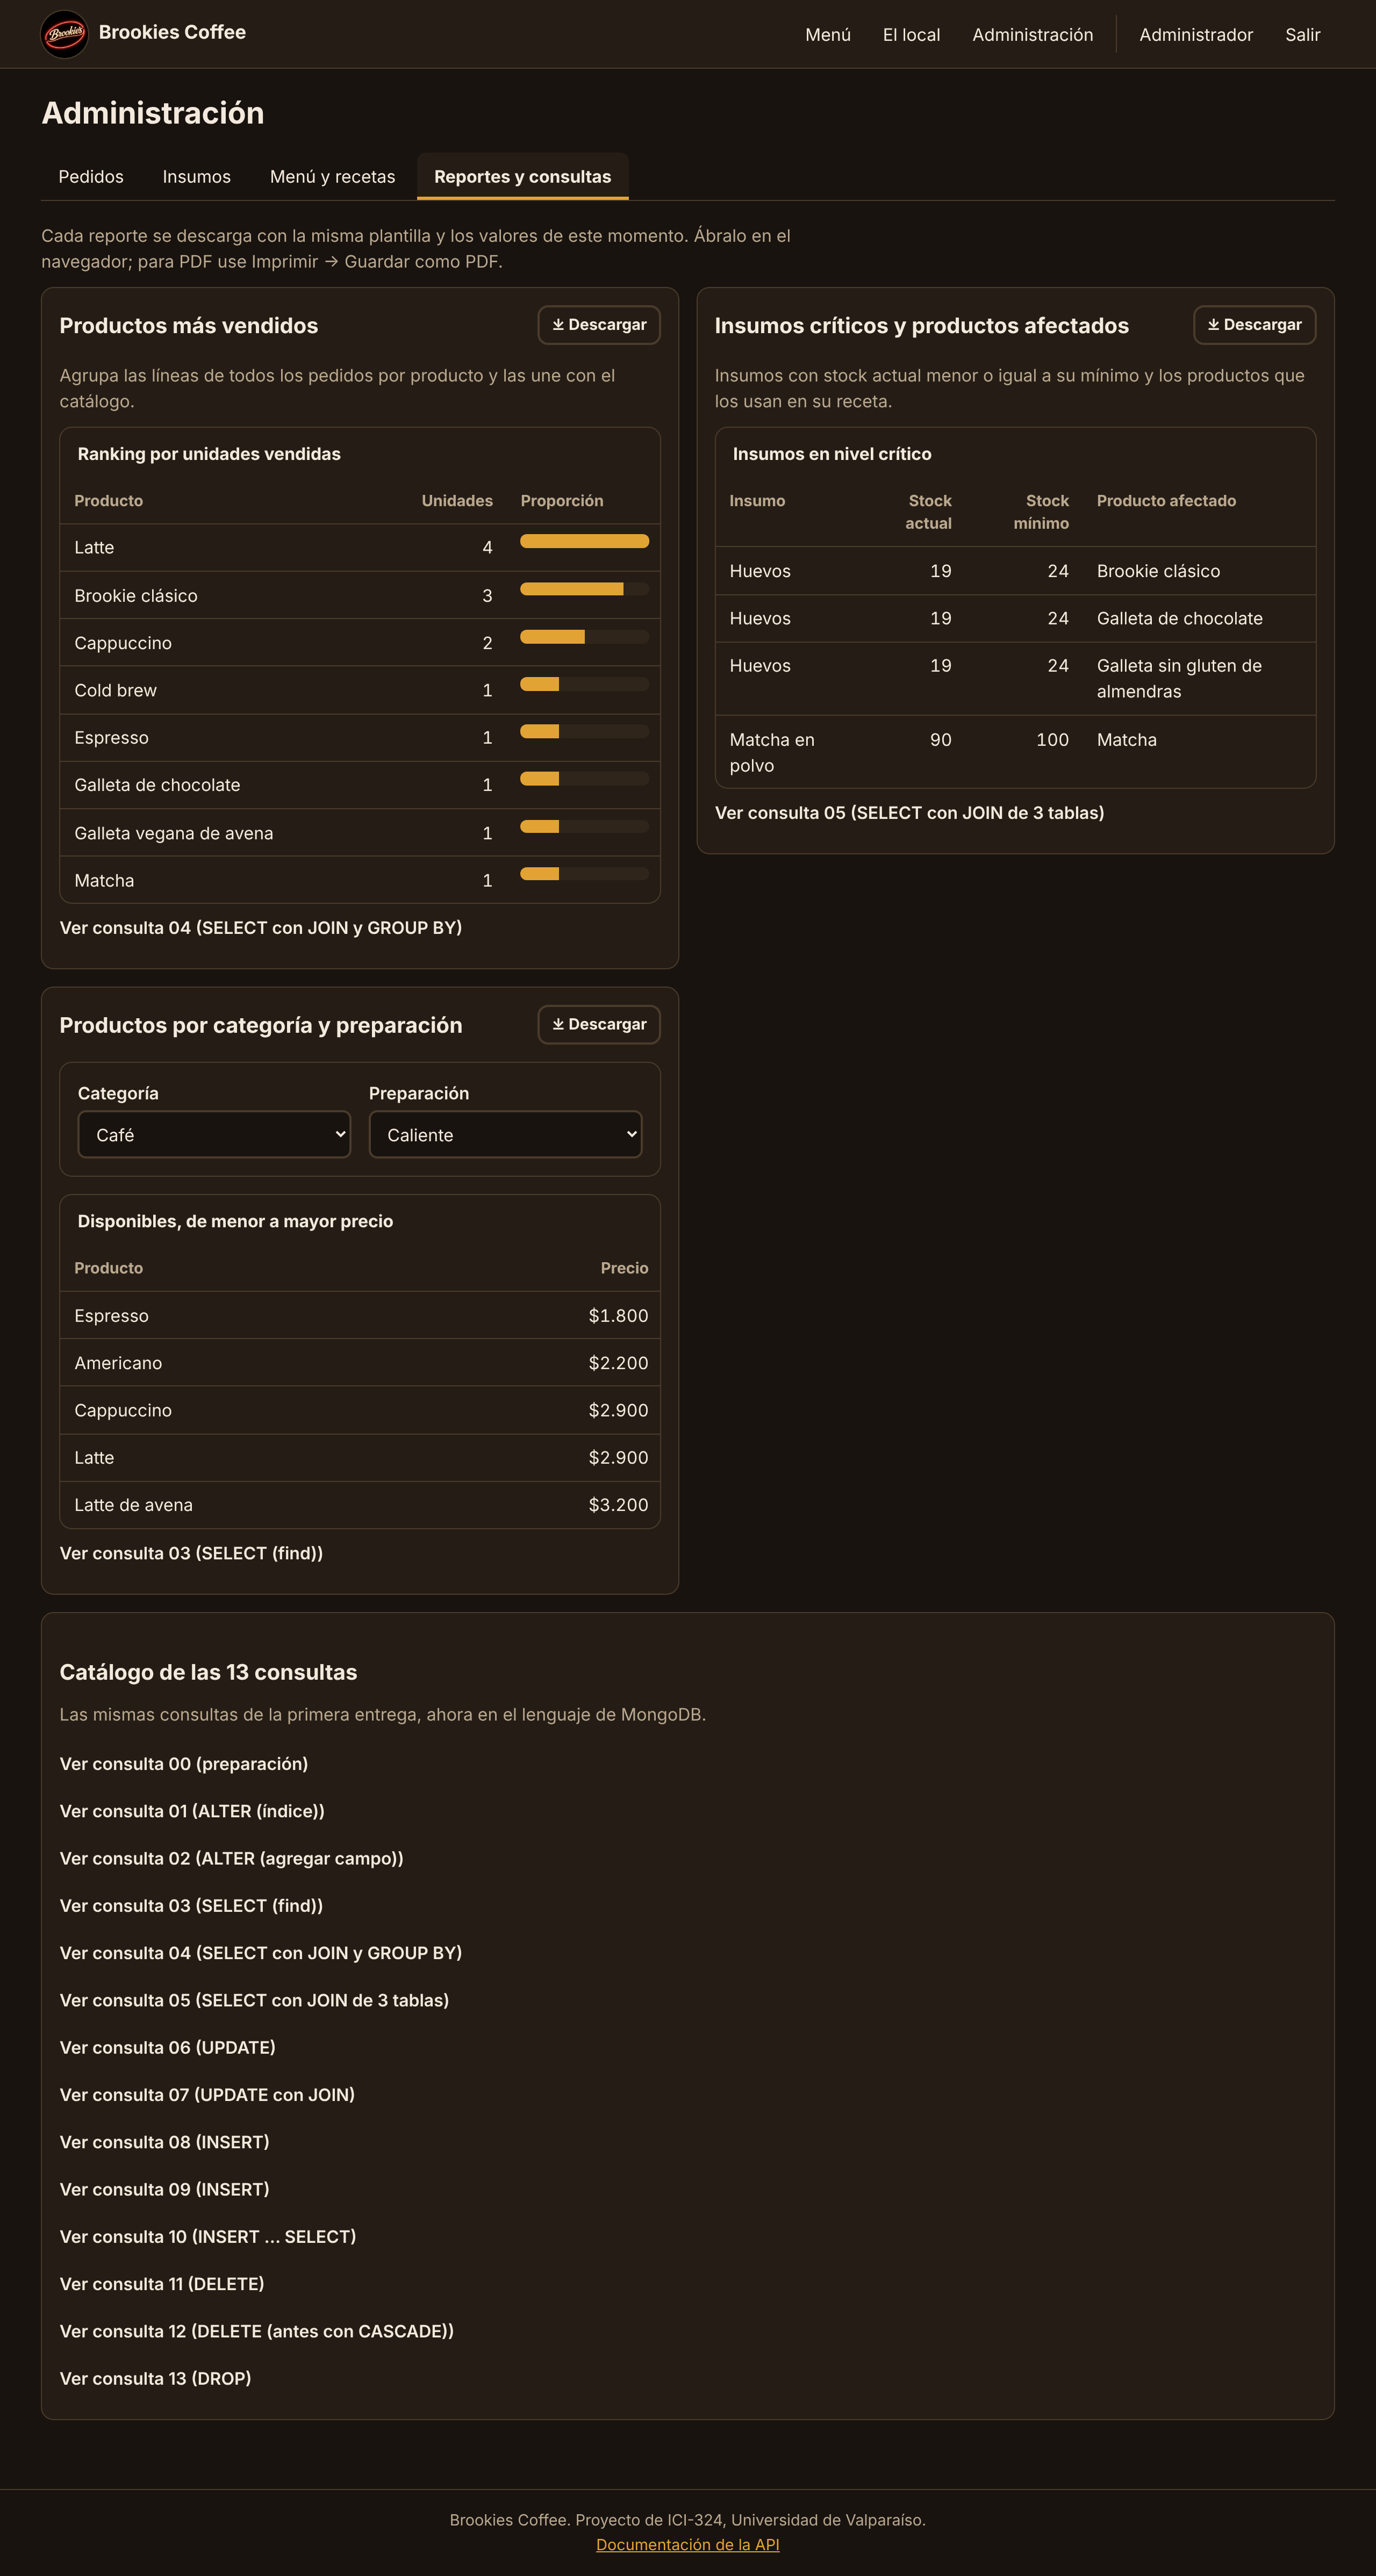 Brookies
Brookies Coffee
Menú
El local
Administración
Administrador
Salir
Administración
Pedidos
Insumos
Menú y recetas
Reportes y consultas
Cada reporte se descarga con la misma plantilla y los valores de este momento. Ábralo en el
navegador; para PDF use Imprimir → Guardar como PDF.
Productos más vendidos
Descargar
Agrupa las líneas de todos los pedidos por producto y las une con el
catálogo.
Ranking por unidades vendidas
Producto Unidades Proporción
Latte 4
Brookie clásico 3
Cappuccino 2
Cold brew 1
Espresso 1
Galleta de chocolate 1
Galleta vegana de avena 1
Matcha 1
Ver consulta 04 (SELECT con JOIN y GROUP BY)
Insumos críticos y productos afectados
Descargar
Insumos con stock actual menor o igual a su mínimo y los productos que
los usan en su receta.
Insumos en nivel crítico
Insumo Stock Stock Producto afectado
actual mínimo
Huevos 19 24 Brookie clásico
Huevos 19 24 Galleta de chocolate
Huevos 19 24 Galleta sin gluten de
almendras
Matcha en 90 100 Matcha
polvo
Ver consulta 05 (SELECT con JOIN de 3 tablas)
Productos por categoría y preparación
Descargar
Categoría Preparación
Café Caliente
Disponibles, de menor a mayor precio
Producto Precio
Espresso $1.800
Americano $2.200
Cappuccino $2.900
Latte $2.900
Latte de avena $3.200
Ver consulta 03 (SELECT (find))
Catálogo de las 13 consultas
Las mismas consultas de la primera entrega, ahora en el lenguaje de MongoDB.
Ver consulta 00 (preparación)
Ver consulta 01 (ALTER (índice))
Ver consulta 02 (ALTER (agregar campo))
Ver consulta 03 (SELECT (find))
Ver consulta 04 (SELECT con JOIN y GROUP BY)
Ver consulta 05 (SELECT con JOIN de 3 tablas)
Ver consulta 06 (UPDATE)
Ver consulta 07 (UPDATE con JOIN)
Ver consulta 08 (INSERT)
Ver consulta 09 (INSERT)
Ver consulta 10 (INSERT ... SELECT)
Ver consulta 11 (DELETE)
Ver consulta 12 (DELETE (antes con CASCADE))
Ver consulta 13 (DROP)
Brookies Coffee. Proyecto de ICI-324, Universidad de Valparaíso.
Documentación de la API